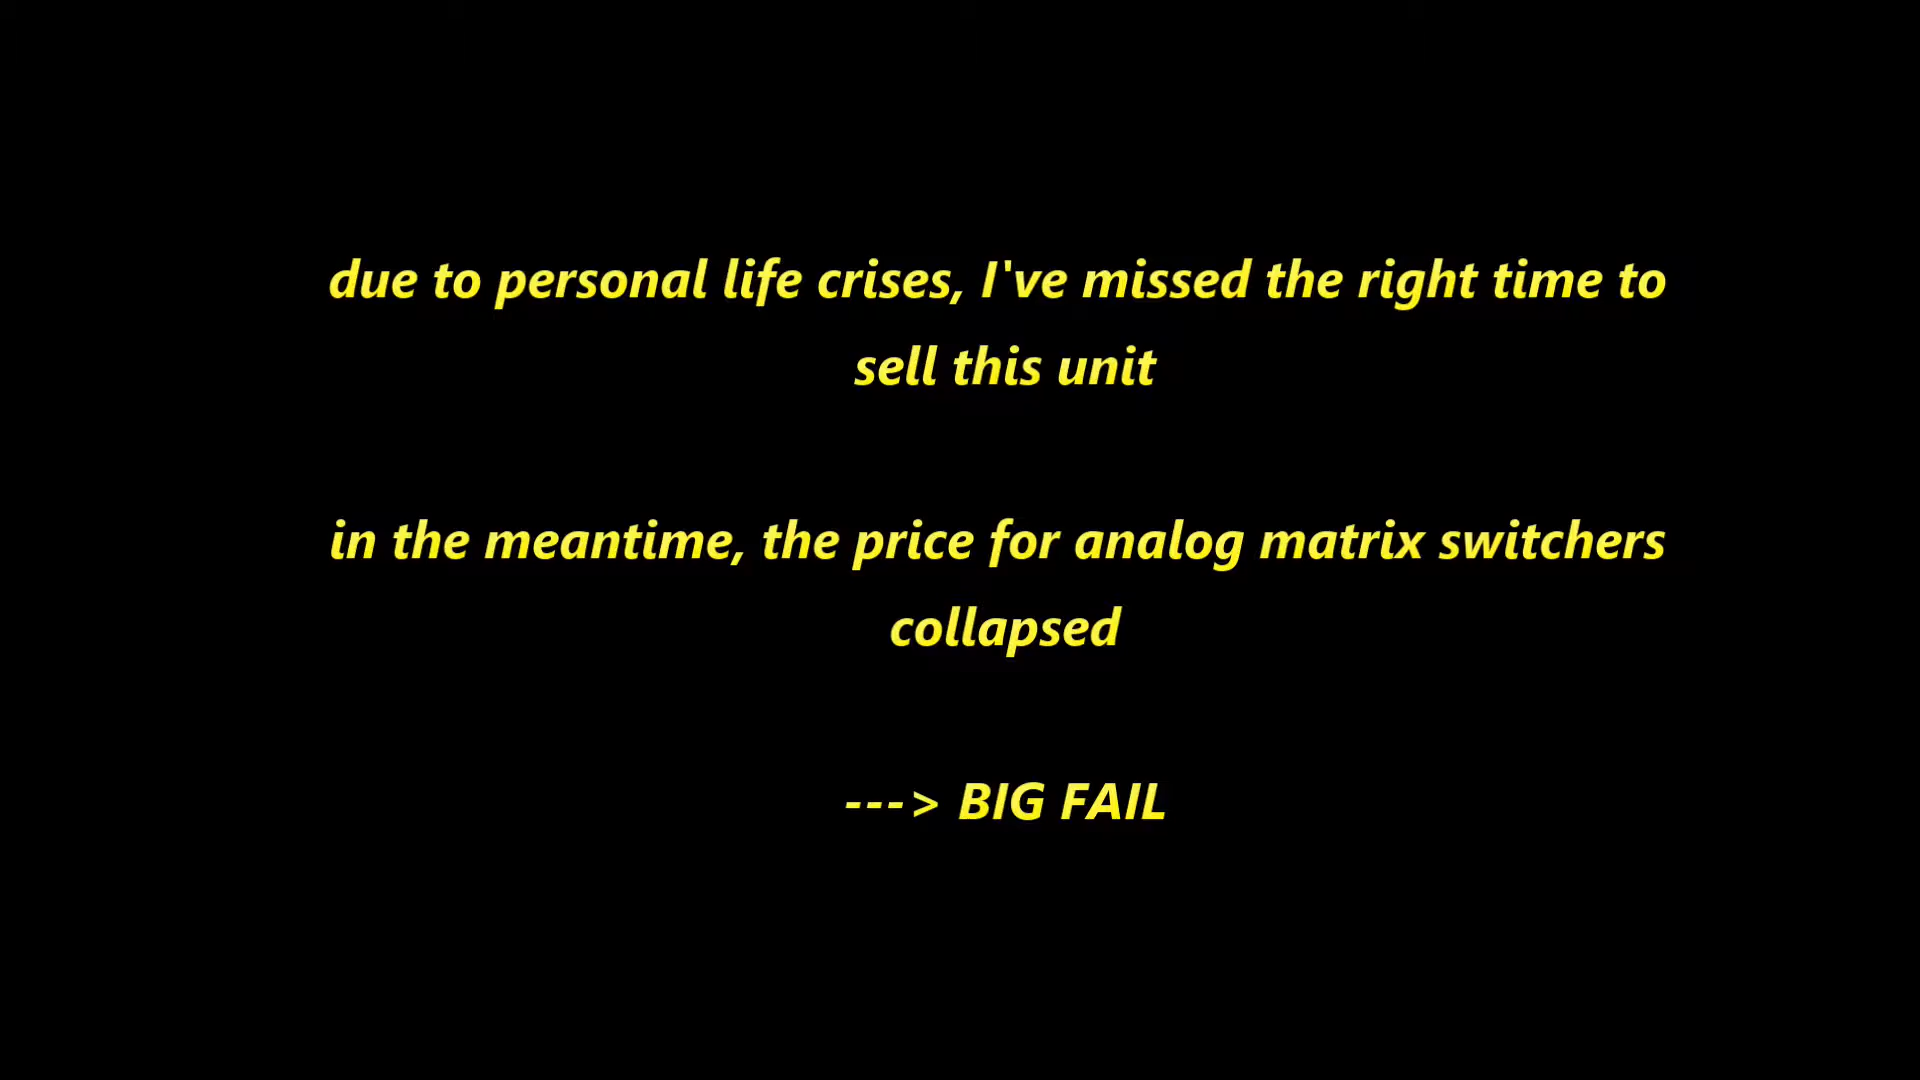 due to personal life crises, I've missed the right time to
sell this unit
in the meantime, the price for analog matrix switchers
collapsed
---> BIG FAIL